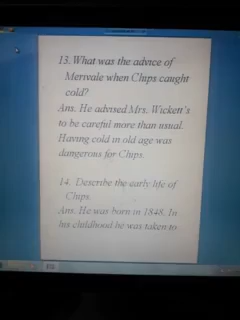 13. What was the advice of
Merivale when Chips caught
cold?
Ans. He advised Mrs. Wickett's
to be careful more than usual.
Having cold in old age was
dangerous for Chips.
14. Describe the early life of
Chips.
Ans. He was born in 1848. In
his childhood he was taken to